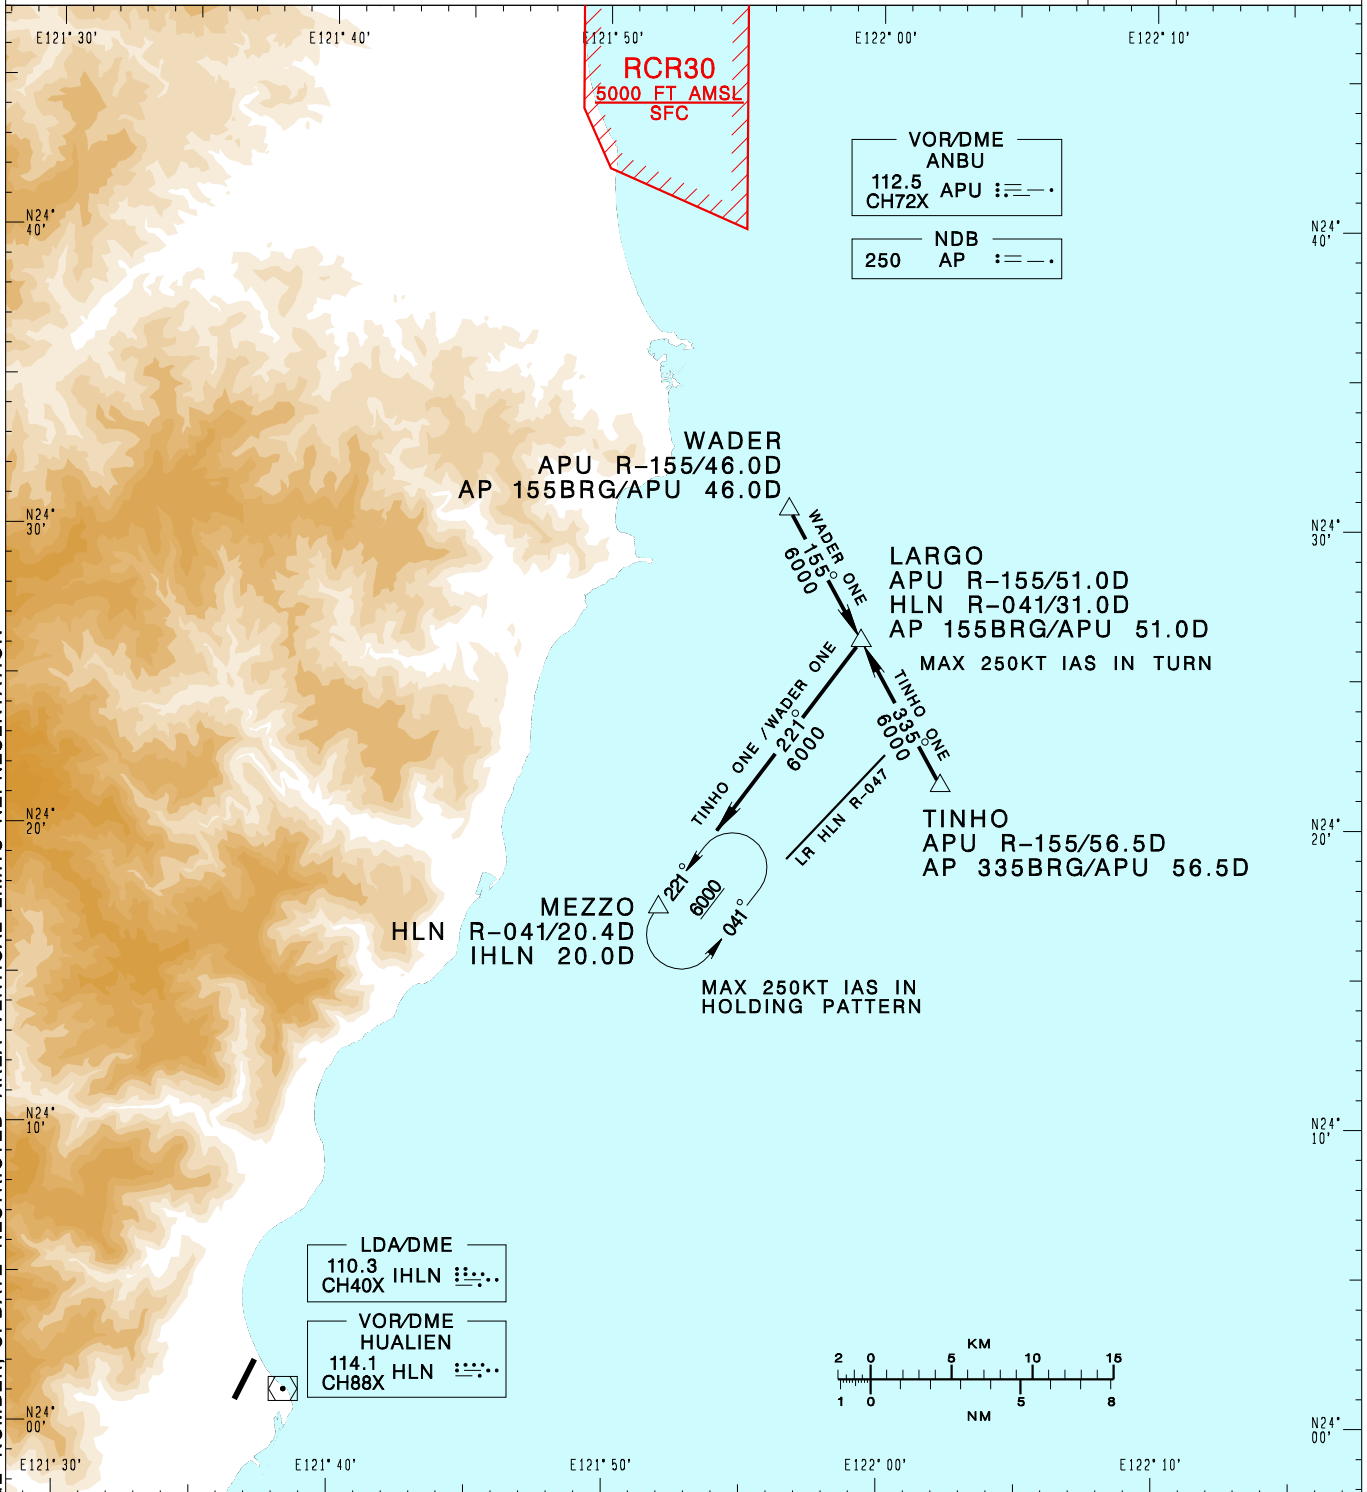 E121° 30'
E121° 40'
E121° 50'
E122° 00'
E122° 10'
RCR30
5000 FT AMSL
SFC
VOR/DME
ANBU
112.5
CH72X
APU
NDB
250
AP
N24°
40'
N24°
40'
WADER
APU R-155/46.0D
AP 155BRG/APU 46.0D
N24°
30'
N24°
30'
WADER ONE
155°
6000
LARGO
APU R-155/51.0D
HLN R-041/31.0D
AP 155BRG/APU 51.0D
MAX 250KT IAS IN TURN
TINHO ONE /WADER ONE
221°
6000
TINHO ONE
335°
6000
LR HLN R-047
TINHO
APU R-155/56.5D
AP 335BRG/APU 56.5D
N24°
20'
N24°
20'
221°
6000
041°
MEZZO
HLN R-041/20.4D
IHLN 20.0D
MAX 250KT IAS IN
HOLDING PATTERN
N24°
10'
N24°
10'
LDA/DME
110.3
CH40X
IHLN
VOR/DME
HUALIEN
114.1
CH88X
HLN
KM
2 0 5 10 15
1 0 5 8
NM
N24°
00'
N24°
00'
E121° 30'
E121° 40'
E121° 50'
E122° 00'
E122° 10'